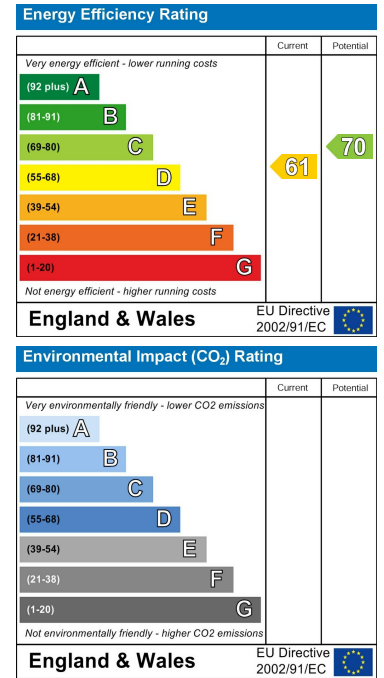 Energy Efficiency Rating
Current Potential
Very energy efficient - lower running costs
(92 plus) A
(81-91) B
(69-80) C
70
(55-68) D
61
(39-54) E
(21-38) F
(1-20) G
Not energy efficient - higher running costs
England & Wales
EU Directive
2002/91/EC
Environmental Impact (CO₂) Rating
Current Potential
Very environmentally friendly - lower CO2 emissions
(92 plus) A
(81-91) B
(69-80) C
(55-68) D
(39-54) E
(21-38) F
(1-20) G
Not environmentally friendly - higher CO2 emissions
England & Wales
EU Directive
2002/91/EC